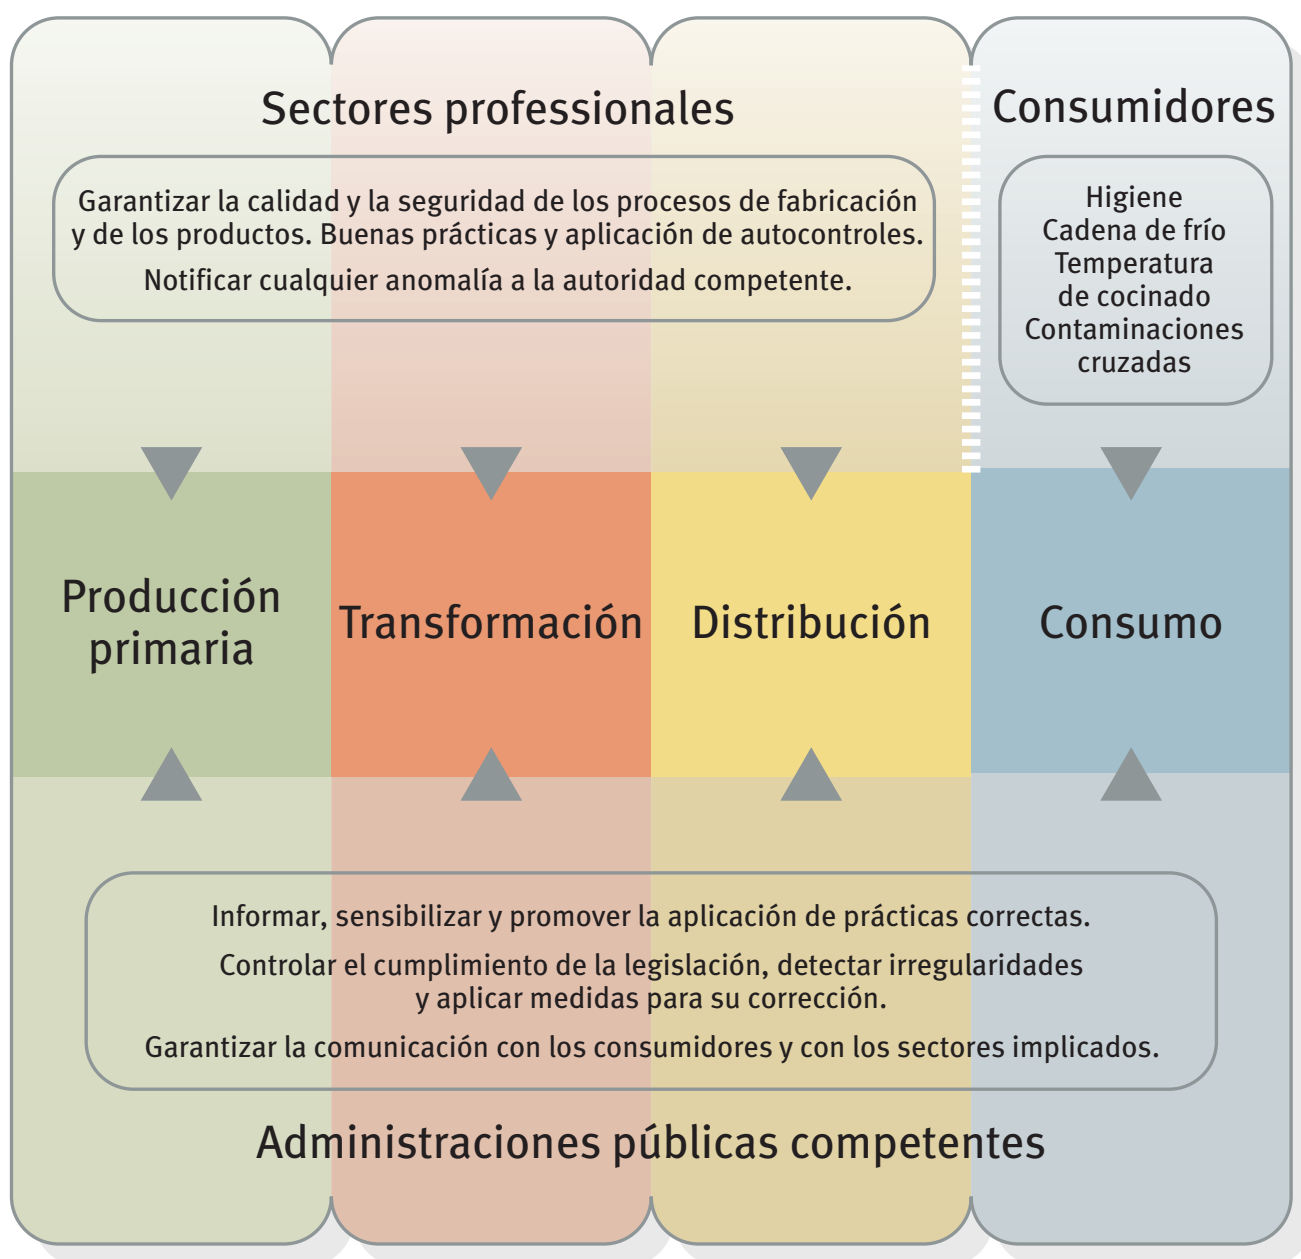 Sectores professionales
Garantizar la calidad y la seguridad de los procesos de fabricación
y de los productos. Buenas prácticas y aplicación de autocontroles.
Notificar cualquier anomalía a la autoridad competente.
Consumidores
Higiene
Cadena de frío
Temperatura
de cocinado
Contaminaciones
cruzadas
Producción
primaria
Transformación
Distribución
Consumo
Informar, sensibilizar y promover la aplicación de prácticas correctas.
Controlar el cumplimiento de la legislación, detectar irregularidades
y aplicar medidas para su corrección.
Garantizar la comunicación con los consumidores y con los sectores implicados.
Administraciones públicas competentes